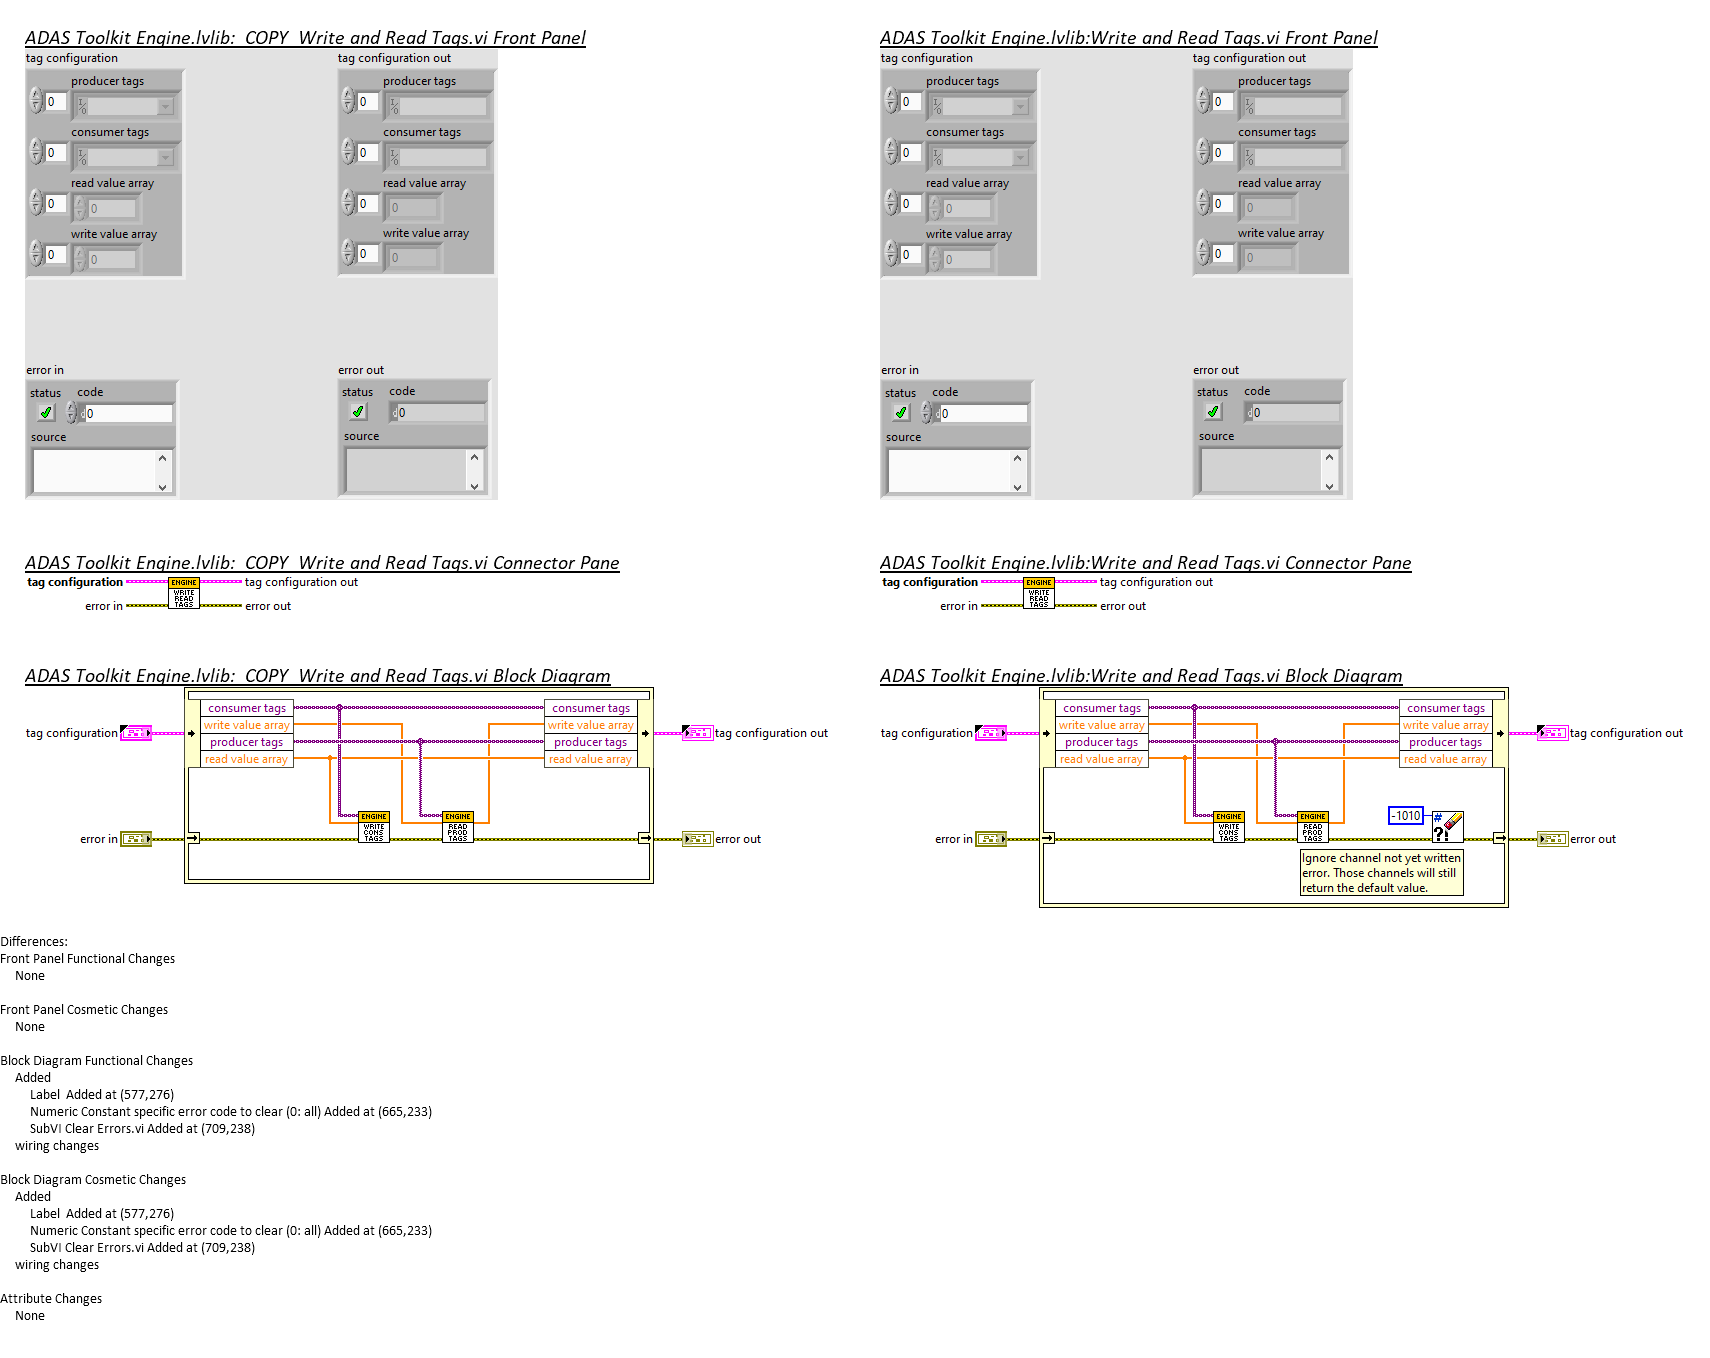 ADAS Toolkit Engine.lvlib:  COPY  Write and Read Tags.vi Front Panel
tag configuration
tag configuration out
producer tags
0
producer tags
0
consumer tags
0
consumer tags
0
read value array
0
0
read value array
0
0
write value array
0
0
write value array
0
0
error in
error out
status
code
0
status
code
0
source
source
ADAS Toolkit Engine.lvlib:Write and Read Tags.vi Front Panel
tag configuration
tag configuration out
producer tags
0
producer tags
0
consumer tags
0
consumer tags
0
read value array
0
0
read value array
0
0
write value array
0
0
write value array
0
0
error in
error out
status
code
0
status
code
0
source
source
ADAS Toolkit Engine.lvlib:  COPY  Write and Read Tags.vi Connector Pane
tag configuration
ENGINE
WRITE
READ
TAGS
tag configuration out
error in
error out
ADAS Toolkit Engine.lvlib:Write and Read Tags.vi Connector Pane
tag configuration
ENGINE
WRITE
READ
TAGS
tag configuration out
error in
error out
ADAS Toolkit Engine.lvlib:  COPY  Write and Read Tags.vi Block Diagram
consumer tags
write value array
producer tags
read value array
consumer tags
write value array
producer tags
read value array
tag configuration
tag configuration out
ENGINE
WRITE
CONS
TAGS
ENGINE
READ
PROD
TAGS
error in
error out
ADAS Toolkit Engine.lvlib:Write and Read Tags.vi Block Diagram
consumer tags
write value array
producer tags
read value array
consumer tags
write value array
producer tags
read value array
tag configuration
tag configuration out
ENGINE
WRITE
CONS
TAGS
ENGINE
READ
PROD
TAGS
-1010
#
?!
error in
error out
Ignore channel not yet written
error. Those channels will still
return the default value.
Differences:
Front Panel Functional Changes
None
Front Panel Cosmetic Changes
None
Block Diagram Functional Changes
Added
Label  Added at (577,276)
Numeric Constant specific error code to clear (0: all) Added at (665,233)
SubVI Clear Errors.vi Added at (709,238)
wiring changes
Block Diagram Cosmetic Changes
Added
Label  Added at (577,276)
Numeric Constant specific error code to clear (0: all) Added at (665,233)
SubVI Clear Errors.vi Added at (709,238)
wiring changes
Attribute Changes
None